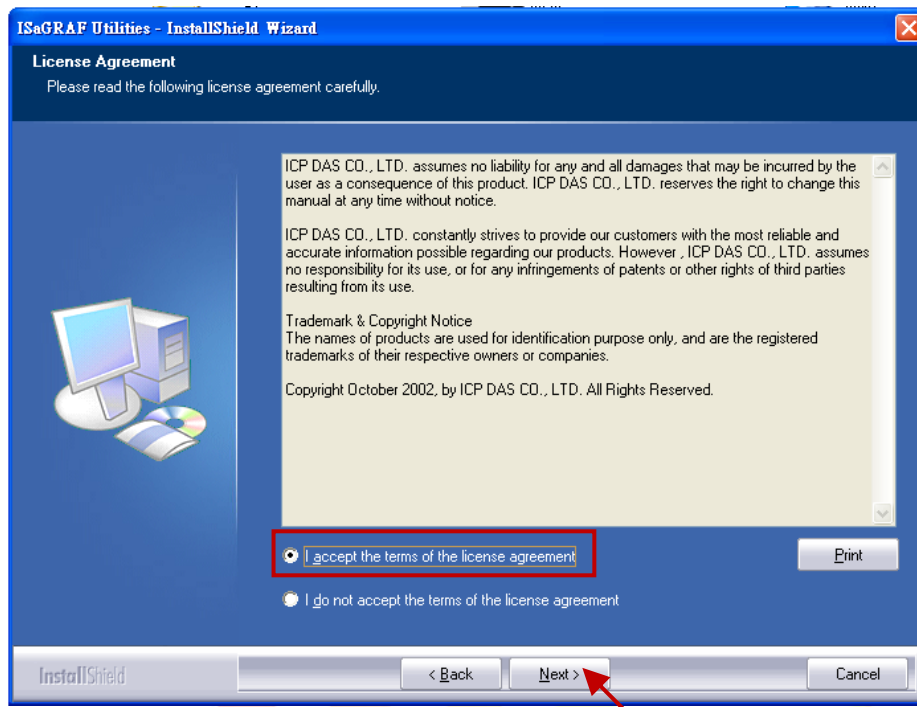 ISaGRAF Utilities - InstallShield Wizard
License Agreement
Please read the following license agreement carefully.
ICP DAS CO., LTD. assumes no liability for any and all damages that may be incurred by the
user as a consequence of this product. ICP DAS CO., LTD. reserves the right to change this
manual at any time without notice.
ICP DAS CO., LTD. constantly strives to provide our customers with the most reliable and
accurate information possible regarding our products. However , ICP DAS CO., LTD. assumes
no responsibility for its use, or for any infringements of patents or other rights of third parties
resulting from its use.
Trademark & Copyright Notice
The names of products are used for identification purpose only, and are the registered
trademarks of their respective owners or companies.
Copyright October 2002, by ICP DAS CO., LTD. All Rights Reserved.
I accept the terms of the license agreement
Print
I do not accept the terms of the license agreement
InstallShield
< Back
Next >
Cancel